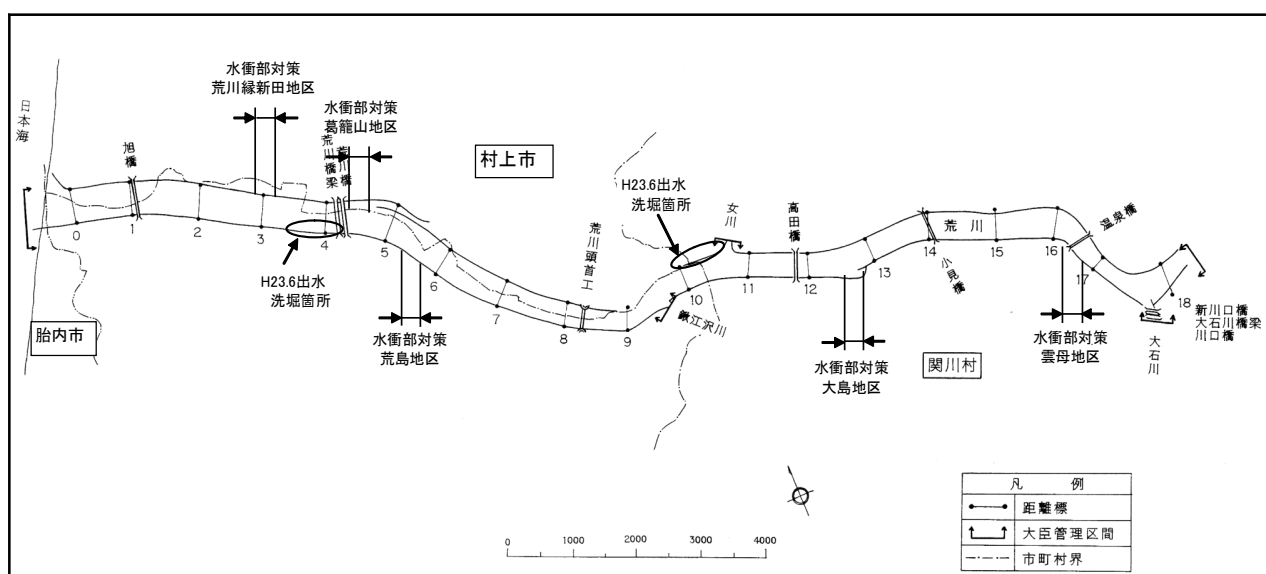 水衝部対策
荒川縁新田地区
水衝部対策
葛籠山地区
日本海
旭橋
荒川橋梁
荒川橋
村上市
H23.6出水
洗堀箇所
女川
高田橋
荒川
温泉橋
0
1
2
3
4
5
6
7
8
9
10
11
12
13
14
15
16
17
18
H23.6出水
洗堀箇所
荒川頭首工
小見橋
鍬江沢川
新川口橋
大石川橋梁
川口橋
大石川
胎内市
水衝部対策
荒島地区
水衝部対策
大島地区
関川村
水衝部対策
雲母地区
凡例
距離標
大臣管理区間
市町村界
0 1000 2000 3000 4000